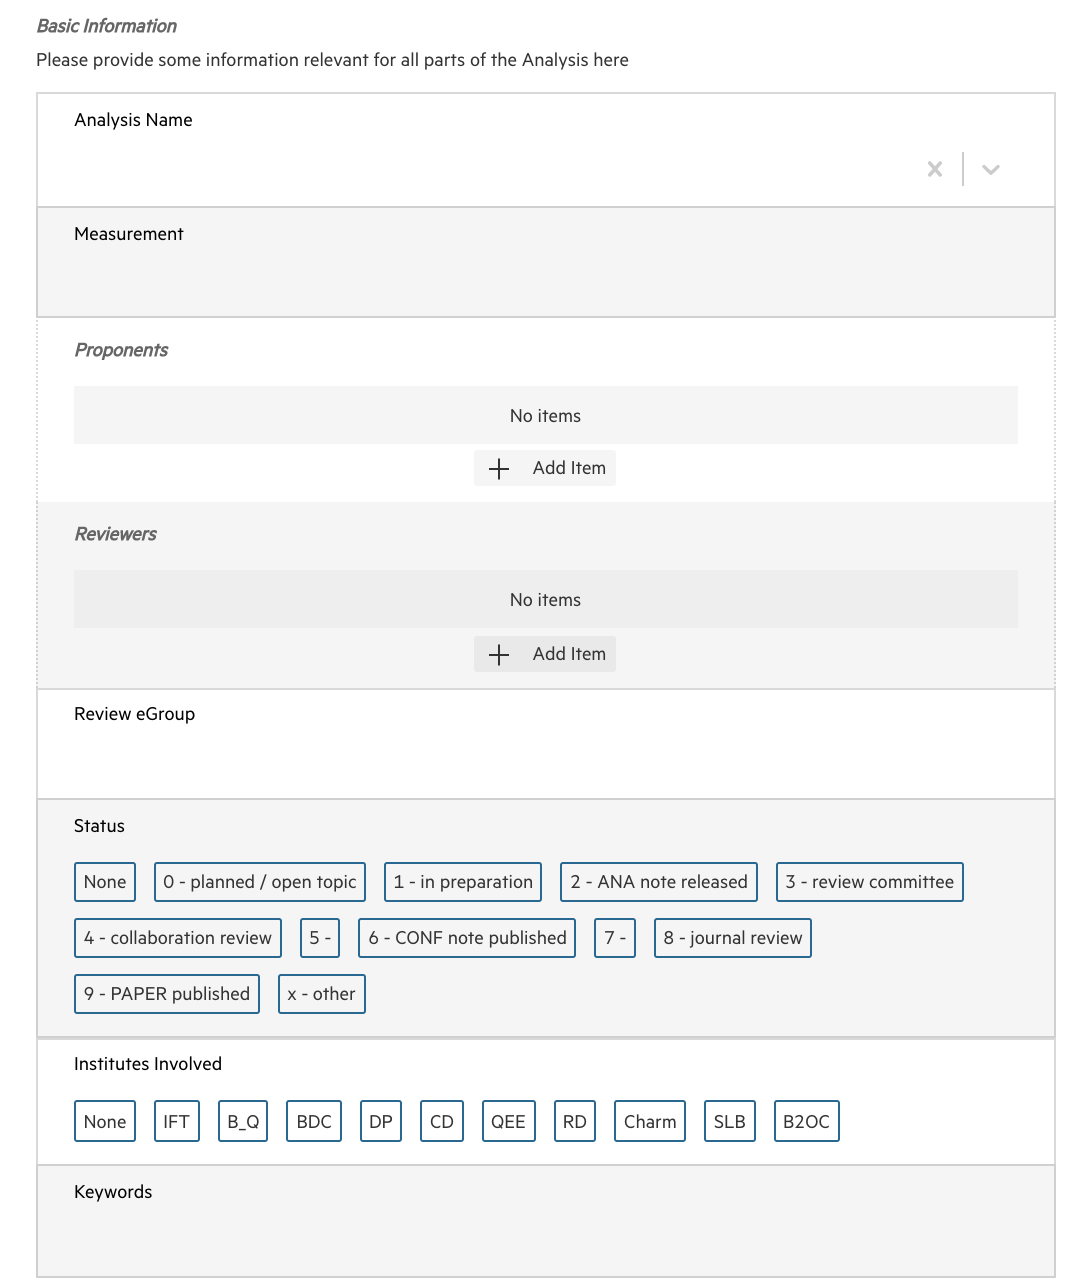 Basic Information
Please provide some information relevant for all parts of the Analysis here
Analysis Name
Measurement
Proponents
No items
Add Item
Reviewers
No items
Add Item
Review eGroup
Status
None 0 - planned / open topic 1 - in preparation 2 - ANA note released 3 - review committee
4 - collaboration review 5 - 6 - CONF note published 7 - 8 - journal review
9 - PAPER published x - other
Institutes Involved
None IFT B_Q BDC DP CD QEE RD Charm SLB B2OC
Keywords